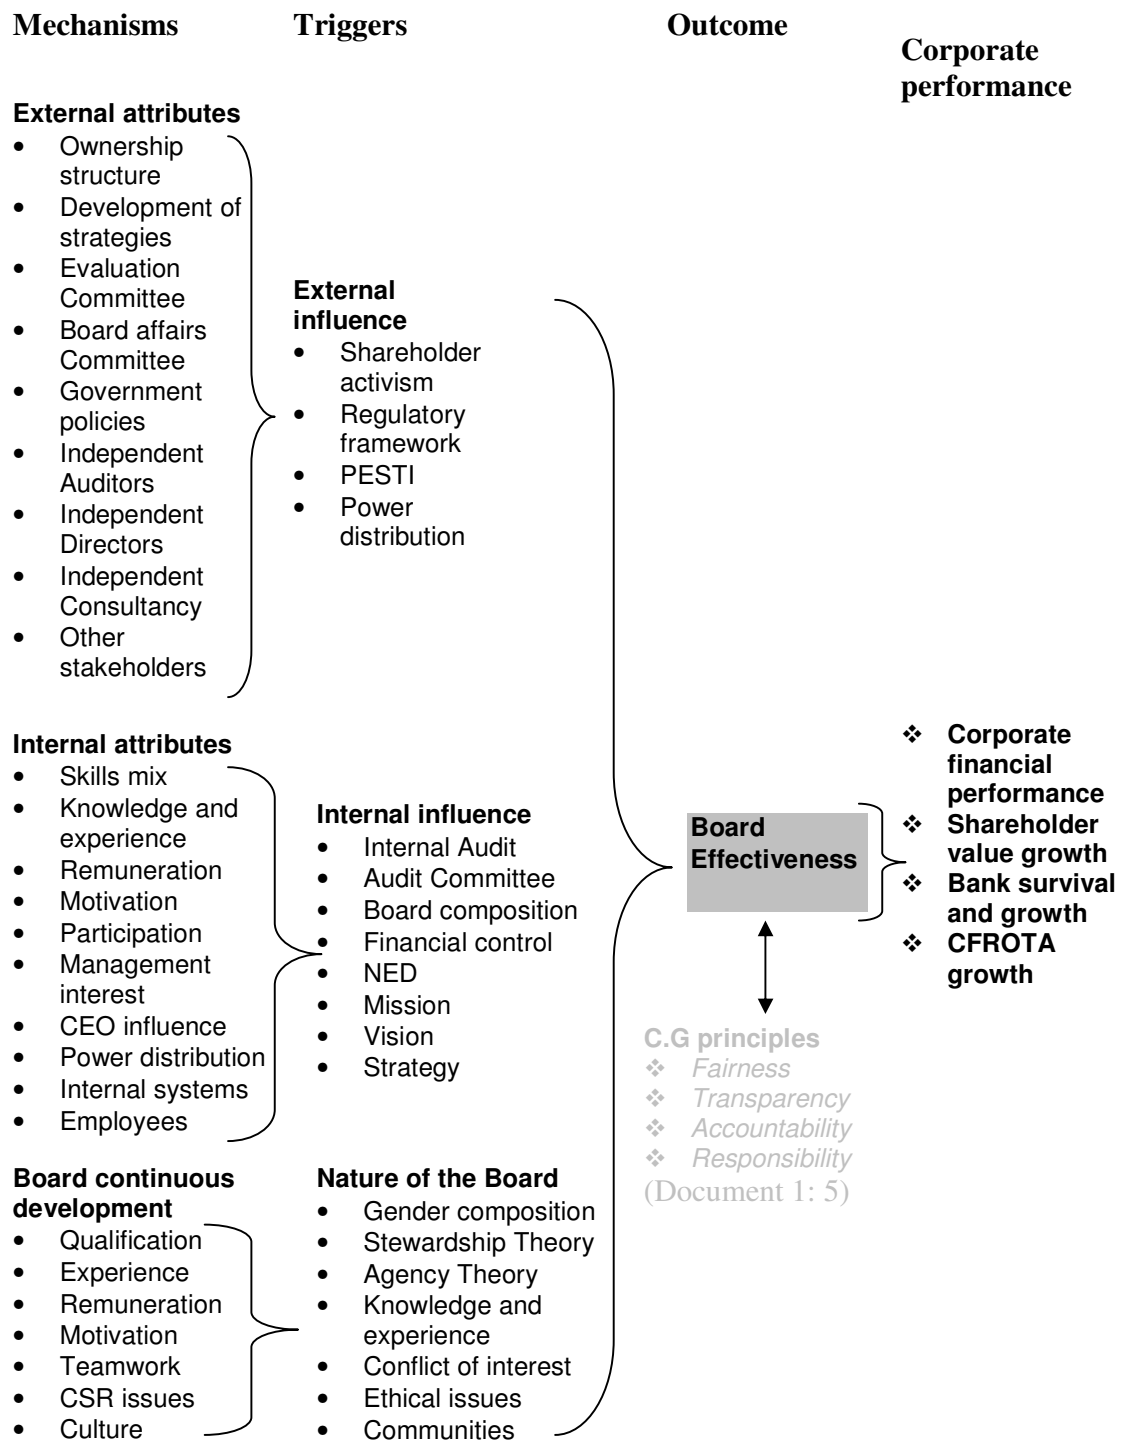 Mechanisms
Triggers
Outcome
Corporate
performance
External attributes
• Ownership
structure
• Development of
strategies
• Evaluation
Committee
• Board affairs
Committee
• Government
policies
• Independent
Auditors
• Independent
Directors
• Independent
Consultancy
• Other
stakeholders
Internal attributes
• Skills mix
• Knowledge and
experience
• Remuneration
• Motivation
• Participation
• Management
interest
• CEO influence
• Power distribution
• Internal systems
• Employees
Board continuous
development
• Qualification
• Experience
• Remuneration
• Motivation
• Teamwork
• CSR issues
• Culture
External
influence
• Shareholder
activism
• Regulatory
framework
• PESTI
• Power
distribution
Internal influence
• Internal Audit
• Audit Committee
• Board composition
• Financial control
• NED
• Mission
• Vision
• Strategy
Nature of the Board
• Gender composition
• Stewardship Theory
• Agency Theory
• Knowledge and
experience
• Conflict of interest
• Ethical issues
• Communities
Board
Effectiveness
C.G principles
❖ Fairness
❖ Transparency
❖ Accountability
❖ Responsibility
(Document 1: 5)
❖ Corporate
financial
performance
❖ Shareholder
value growth
❖ Bank survival
and growth
❖ CFROTA
growth